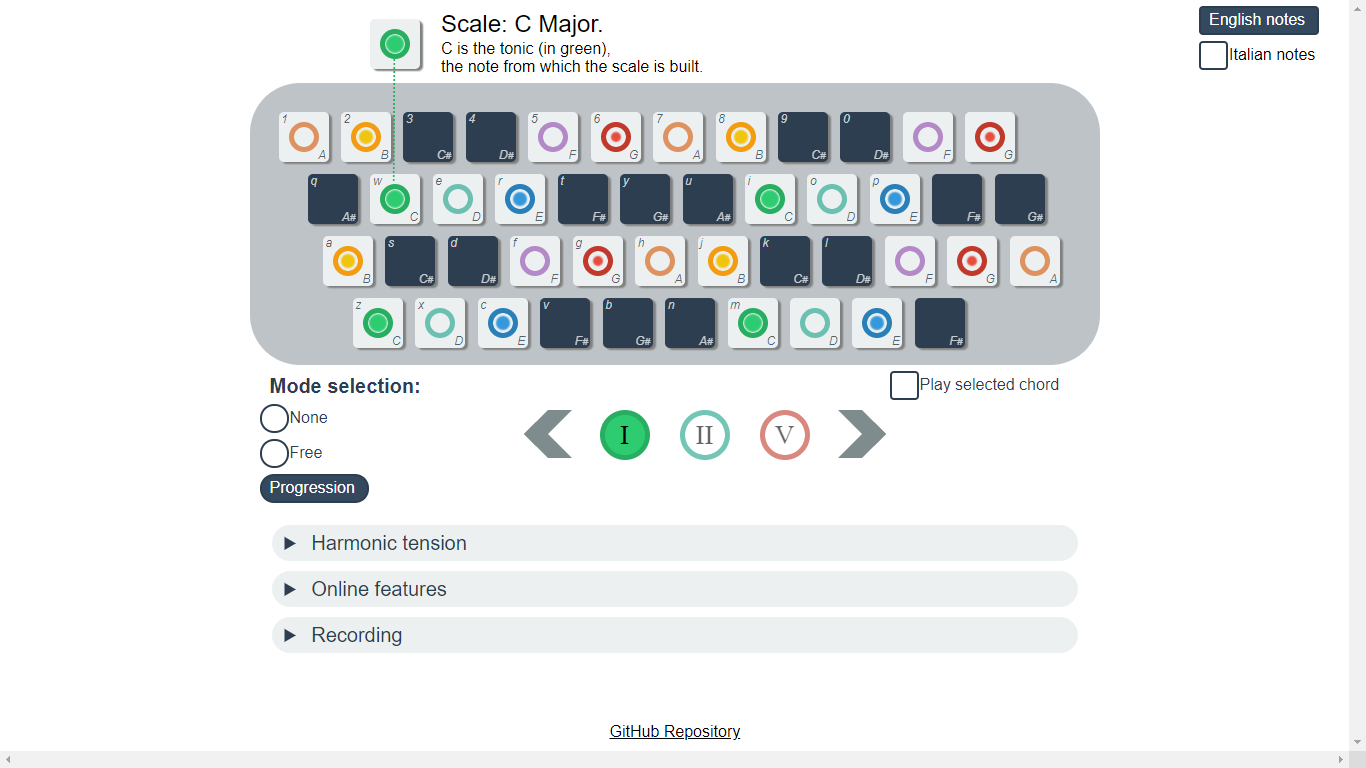 Scale: C Major.
C is the tonic (in green),
the note from which the scale is built.
English notes
Italian notes
1 2 3 4 5 6 7 8 9 0
A B C# D# F G A B C# D# F G
q w e r t y u i o p
A# C D E F# G# A# C D E F# G#
a s d f g h j k l
B C# D# F G A B C# D# F G A
z x c v b n m
C D E F# G# A# C D E F#
Mode selection:
Play selected chord
None
Free
I II V
Progression
Harmonic tension
Online features
Recording
GitHub Repository